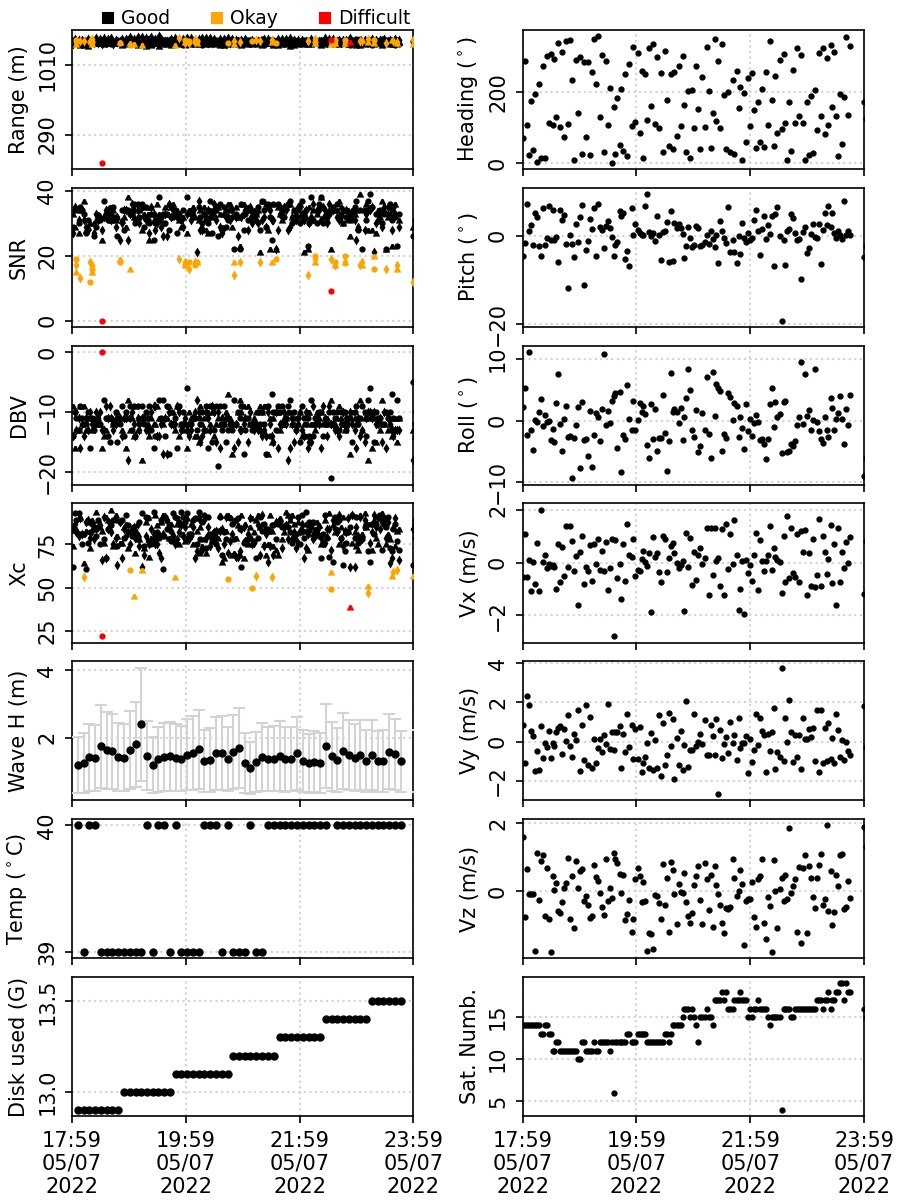 Good Okay Difficult
Range (m)
1010
290
Heading (°)
200
0
SNR
40
20
0
Pitch (°)
0
−20
DBV
0
−10
−20
Roll (°)
10
0
−10
Xc
75
50
25
Vx (m/s)
2
0
−2
Wave H (m)
4
2
Vy (m/s)
4
2
0
−2
Temp (°C)
40
39
Vz (m/s)
2
0
Disk used (G)
13.5
13.0
Sat. Numb.
15
10
5
17:59 19:59 21:59 23:59
05/07 05/07 05/07 05/07
2022 2022 2022 2022
17:59 19:59 21:59 23:59
05/07 05/07 05/07 05/07
2022 2022 2022 2022